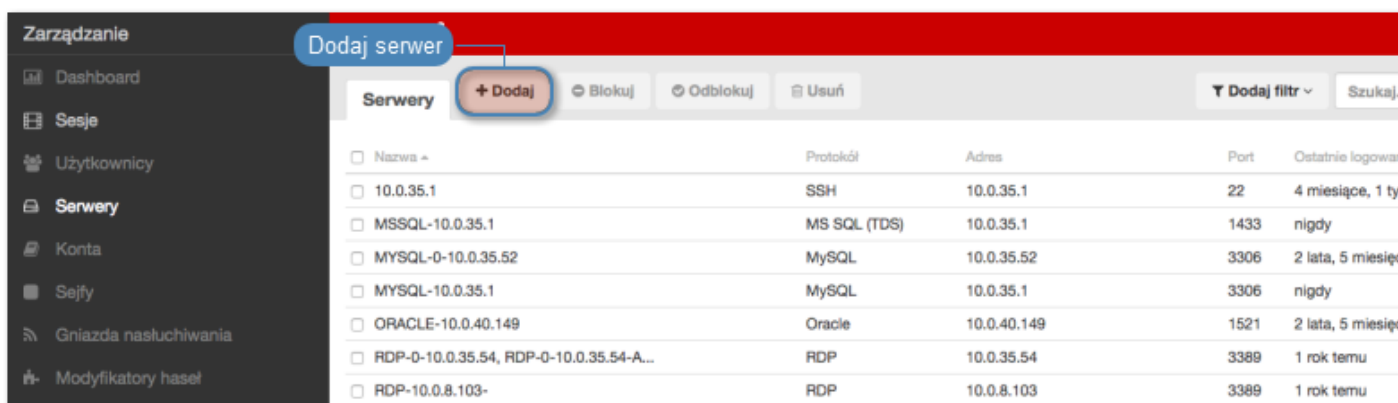 Zarządzanie
Dodaj serwer
Dashboard
Sesje
Użytkownicy
Serwery
Konta
Sejfy
Gniazda nasłuchiwania
Modyfikatory haseł
Serwery + Dodaj Blokuj Odblokuj Usuń Dodaj filtr Szukaj.
Nazwa Protokół Adres Port Ostatnie
10.0.35.1 SSH 10.0.35.1 22 4 miesiące, 1
MSSQL-10.0.35.1 MS SQL (TDS) 10.0.35.1 1433 nigdy
MYSQL-0-10.0.35.52 MySQL 10.0.35.52 3306 2 lata, 5
MYSQL-10.0.35.1 MySQL 10.0.35.1 3306 nigdy
ORACLE-10.0.40.149 Oracle 10.0.40.149 1521 2 lata, 5
RDP-0-10.0.35.54, RDP-0-10.0.35.54-A... RDP 10.0.35.54 3389 1 rok temu
RDP-10.0.8.103- RDP 10.0.8.103 3389 1 rok temu